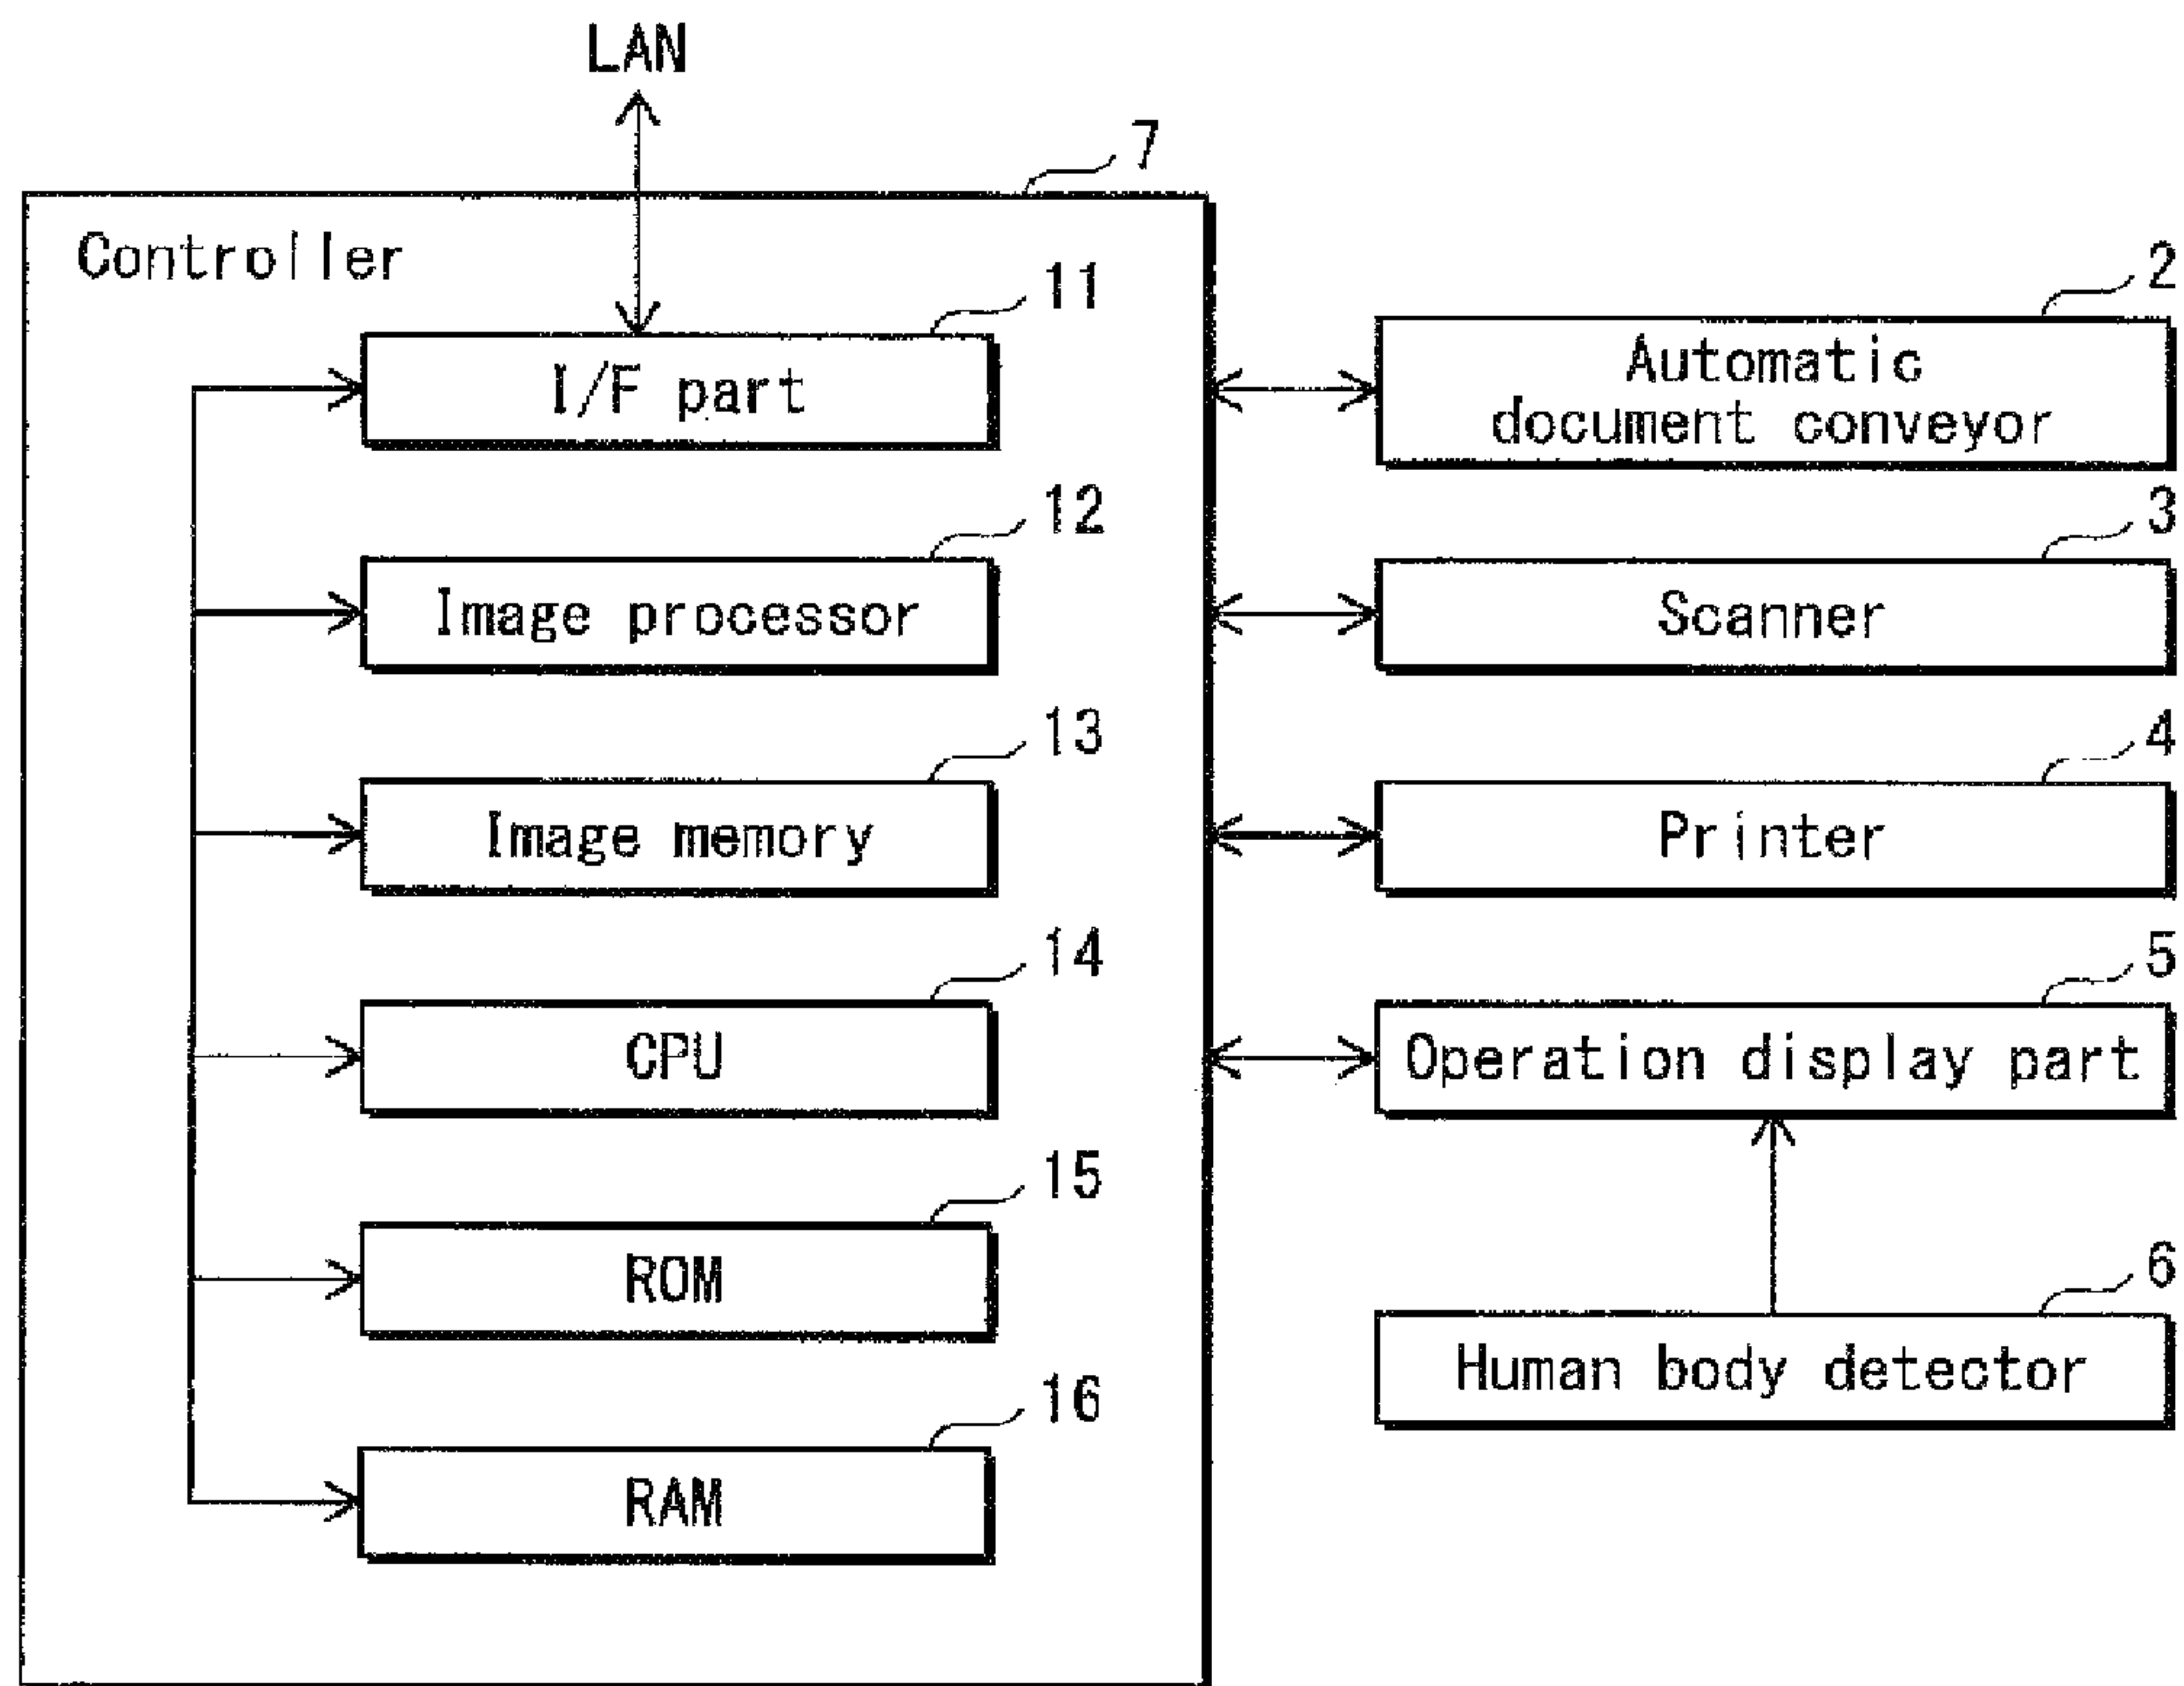 LAN
7
Controller
11
I/F part
12
Image processor
13
Image memory
14
CPU
15
ROM
16
RAM
2
Automatic
document conveyor
3
Scanner
4
Printer
5
Operation display part
6
Human body detector